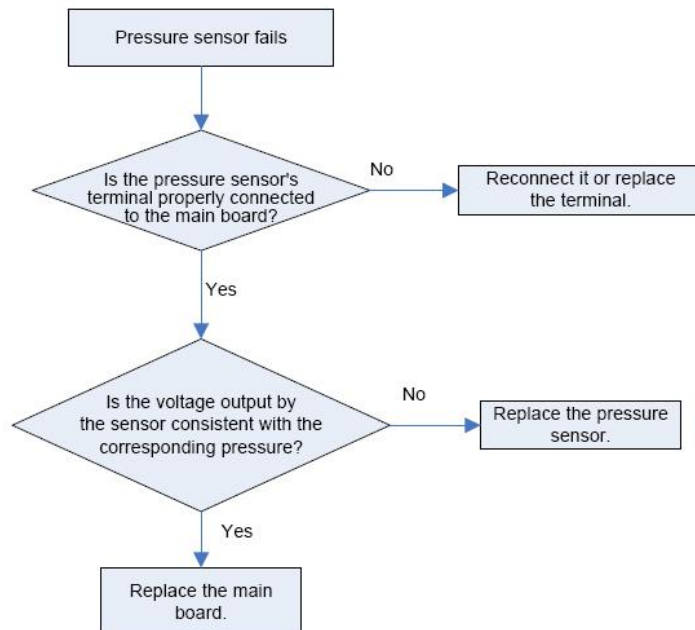 Pressure sensor fails
Is the pressure sensor's
terminal properly connected
to the main board?
No
Reconnect it or replace
the terminal.
Yes
Is the voltage output by
the sensor consistent with the
corresponding pressure?
No
Replace the pressure
sensor.
Yes
Replace the main
board.